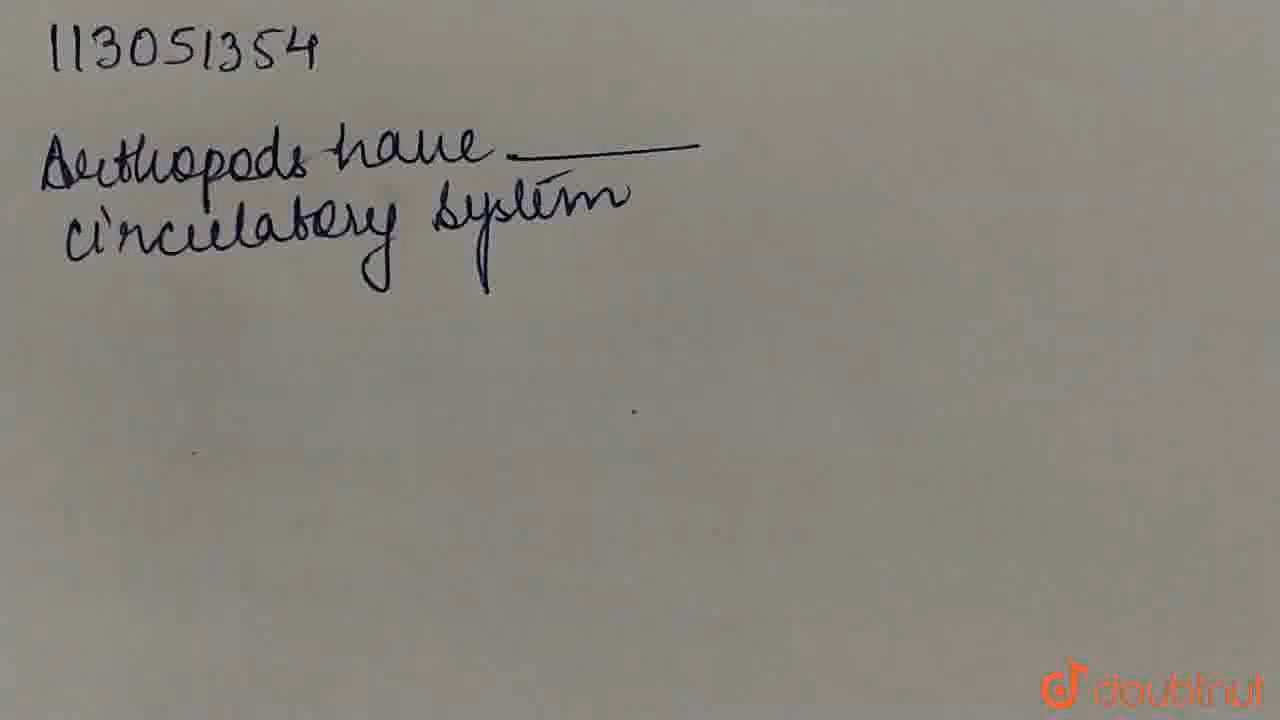 113051354
Arthopods have ______
circulatory system
doubtnut